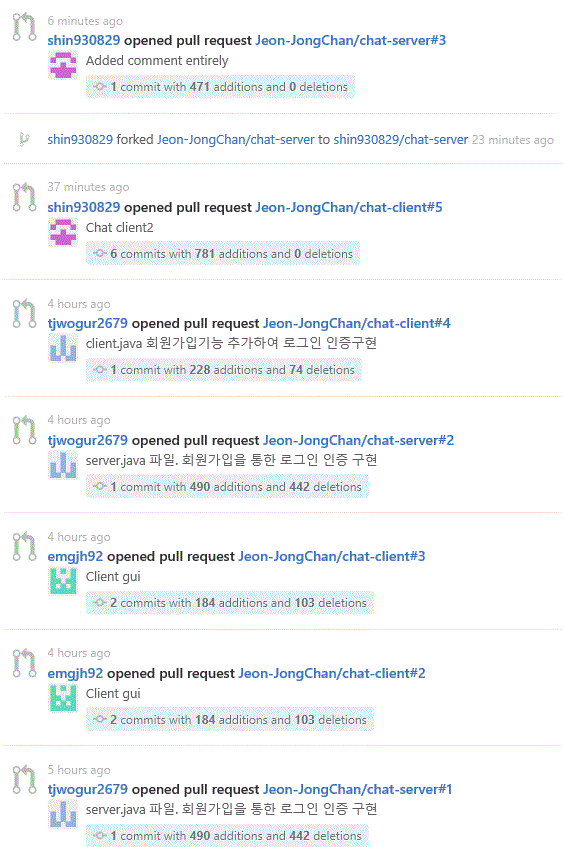 6 minutes ago
shin930829 opened pull request Jeon-JongChan/chat-server#3
Added comment entirely
1 commit with 471 additions and 0 deletions
shin930829 forked Jeon-JongChan/chat-server to shin930829/chat-server 23 minutes ago
37 minutes ago
shin930829 opened pull request Jeon-JongChan/chat-client#5
Chat client2
6 commits with 781 additions and 0 deletions
4 hours ago
tjwogur2679 opened pull request Jeon-JongChan/chat-client#4
client.java 회원가입기능 추가하여 로그인 인증구현
1 commit with 228 additions and 74 deletions
4 hours ago
tjwogur2679 opened pull request Jeon-JongChan/chat-server#2
server.java 파일. 회원가입을 통한 로그인 인증 구현
1 commit with 490 additions and 442 deletions
4 hours ago
emgjh92 opened pull request Jeon-JongChan/chat-client#3
Client gui
2 commits with 184 additions and 103 deletions
4 hours ago
emgjh92 opened pull request Jeon-JongChan/chat-client#2
Client gui
2 commits with 184 additions and 103 deletions
5 hours ago
tjwogur2679 opened pull request Jeon-JongChan/chat-server#1
server.java 파일. 회원가입을 통한 로그인 인증 구현
1 commit with 490 additions and 442 deletions